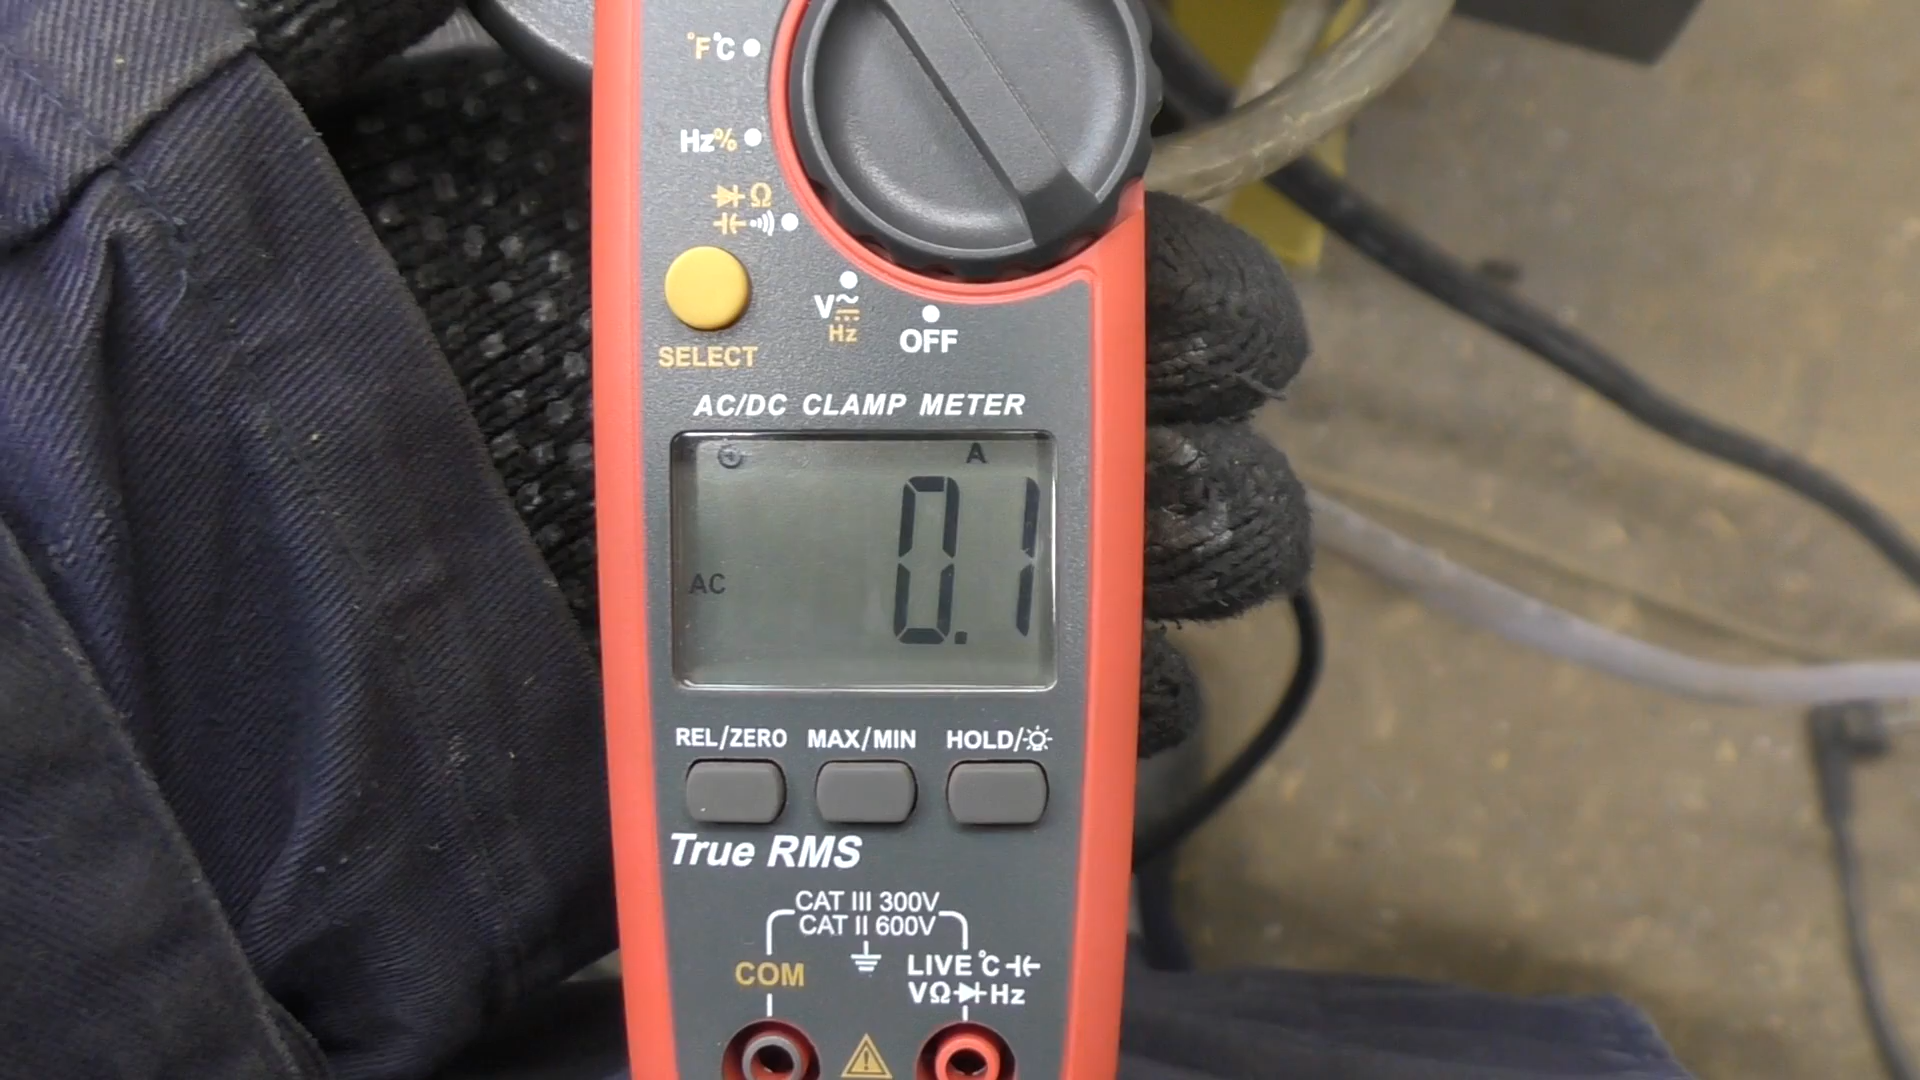 °F°C
Hz%
Ω
V
Hz
OFF
SELECT
AC/DC CLAMP METER
A
0.1
AC
REL/ZERO MAX/MIN HOLD/
True RMS
CAT III 300V
CAT II 600V
COM
LIVE °C
VΩ Hz